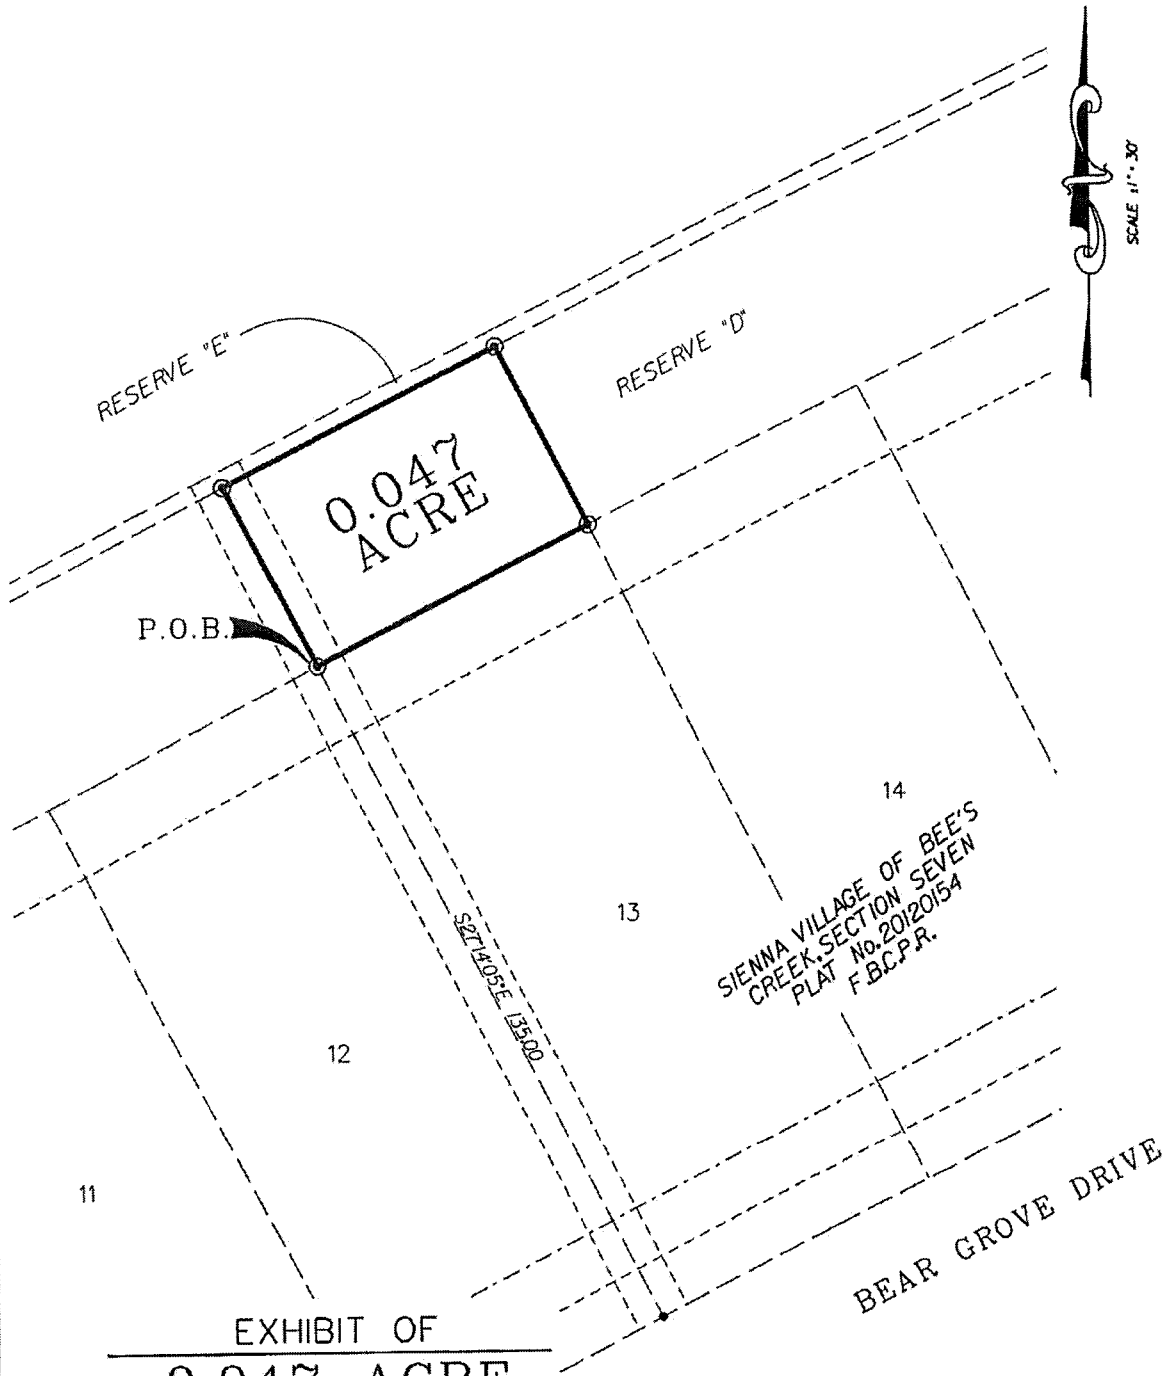 SCALE :1"=30'
RESERVE "E"
RESERVE "D"
0.047
ACRE
P.O.B.
14
SIENNA VILLAGE OF BEE'S
CREEK, SECTION SEVEN
PLAT No. 20120154
F.B.C.P.R.
13
S27°14'05"E 135.00'
12
11
BEAR GROVE DRIVE
EXHIBIT OF
0.047 ACRE